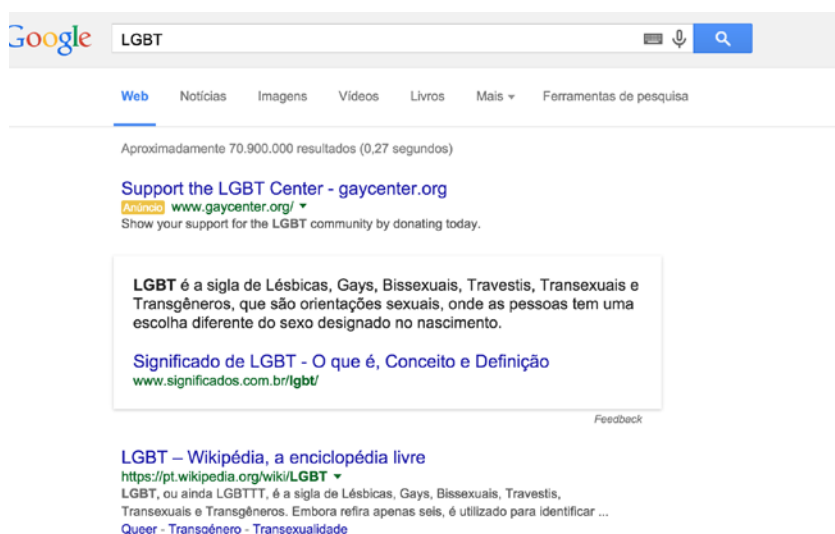 Google LGBT
Web Notícias Imagens Vídeos Livros Mais Ferramentas de pesquisa
Aproximadamente 70.900.000 resultados (0,27 segundos)
Support the LGBT Center - gaycenter.org
Anúncio www.gaycenter.org/
Show your support for the LGBT community by donating today.
LGBT é a sigla de Lésbicas, Gays, Bissexuais, Travestis, Transexuais e
Transgêneros, que são orientações sexuais, onde as pessoas tem uma
escolha diferente do sexo designado no nascimento.
Significado de LGBT - O que é, Conceito e Definição
www.significados.com.br/lgbt/
Feedback
LGBT – Wikipédia, a enciclopédia livre
https://pt.wikipedia.org/wiki/LGBT
LGBT, ou ainda LGBTTT, é a sigla de Lésbicas, Gays, Bissexuais, Travestis,
Transexuais e Transgêneros. Embora refira apenas seis, é utilizado para identificar ...
Queer - Transgénero - Transexualidade